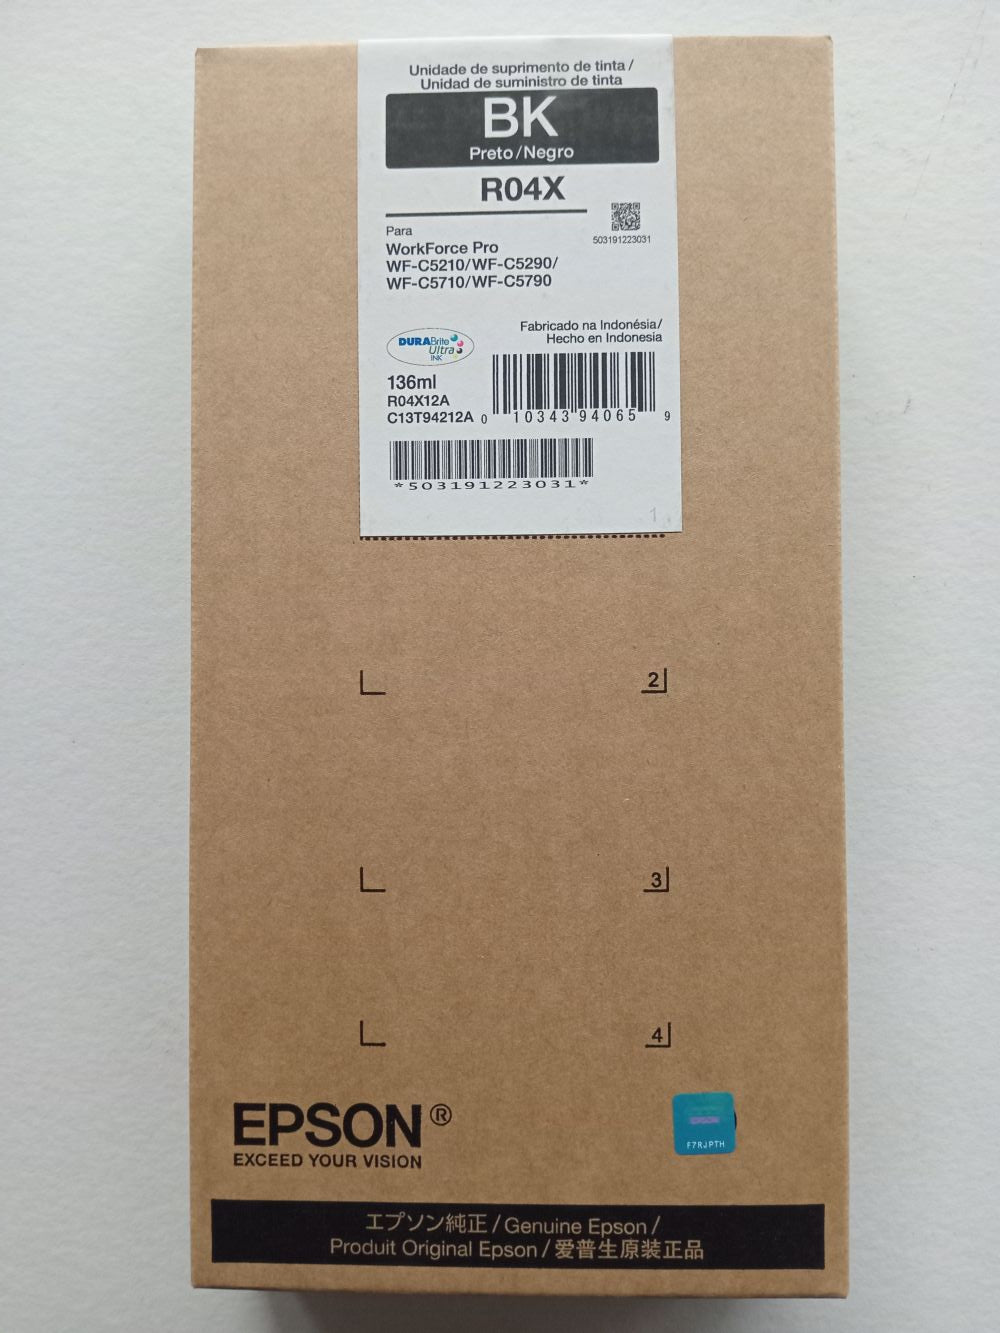 Unidade de suprimento de tinta /
Unidad de suministro de tinta
BK
Preto/Negro
R04X
503191223031
Para
WorkForce Pro
WF-C5210/WF-C5290/
WF-C5710/WF-C5790
Fabricado na Indonésia/
Hecho en Indonesia
DURABrite
Ultra
INK
136ml
R04X12A
C13T94212A
0 10343 94065 9
*503191223031*
1
2
3
4
EPSON®
EXCEED YOUR VISION
EPSON
F7RJPTH
エプソン純正/Genuine Epson/
Produit Original Epson/爱普生原装正品